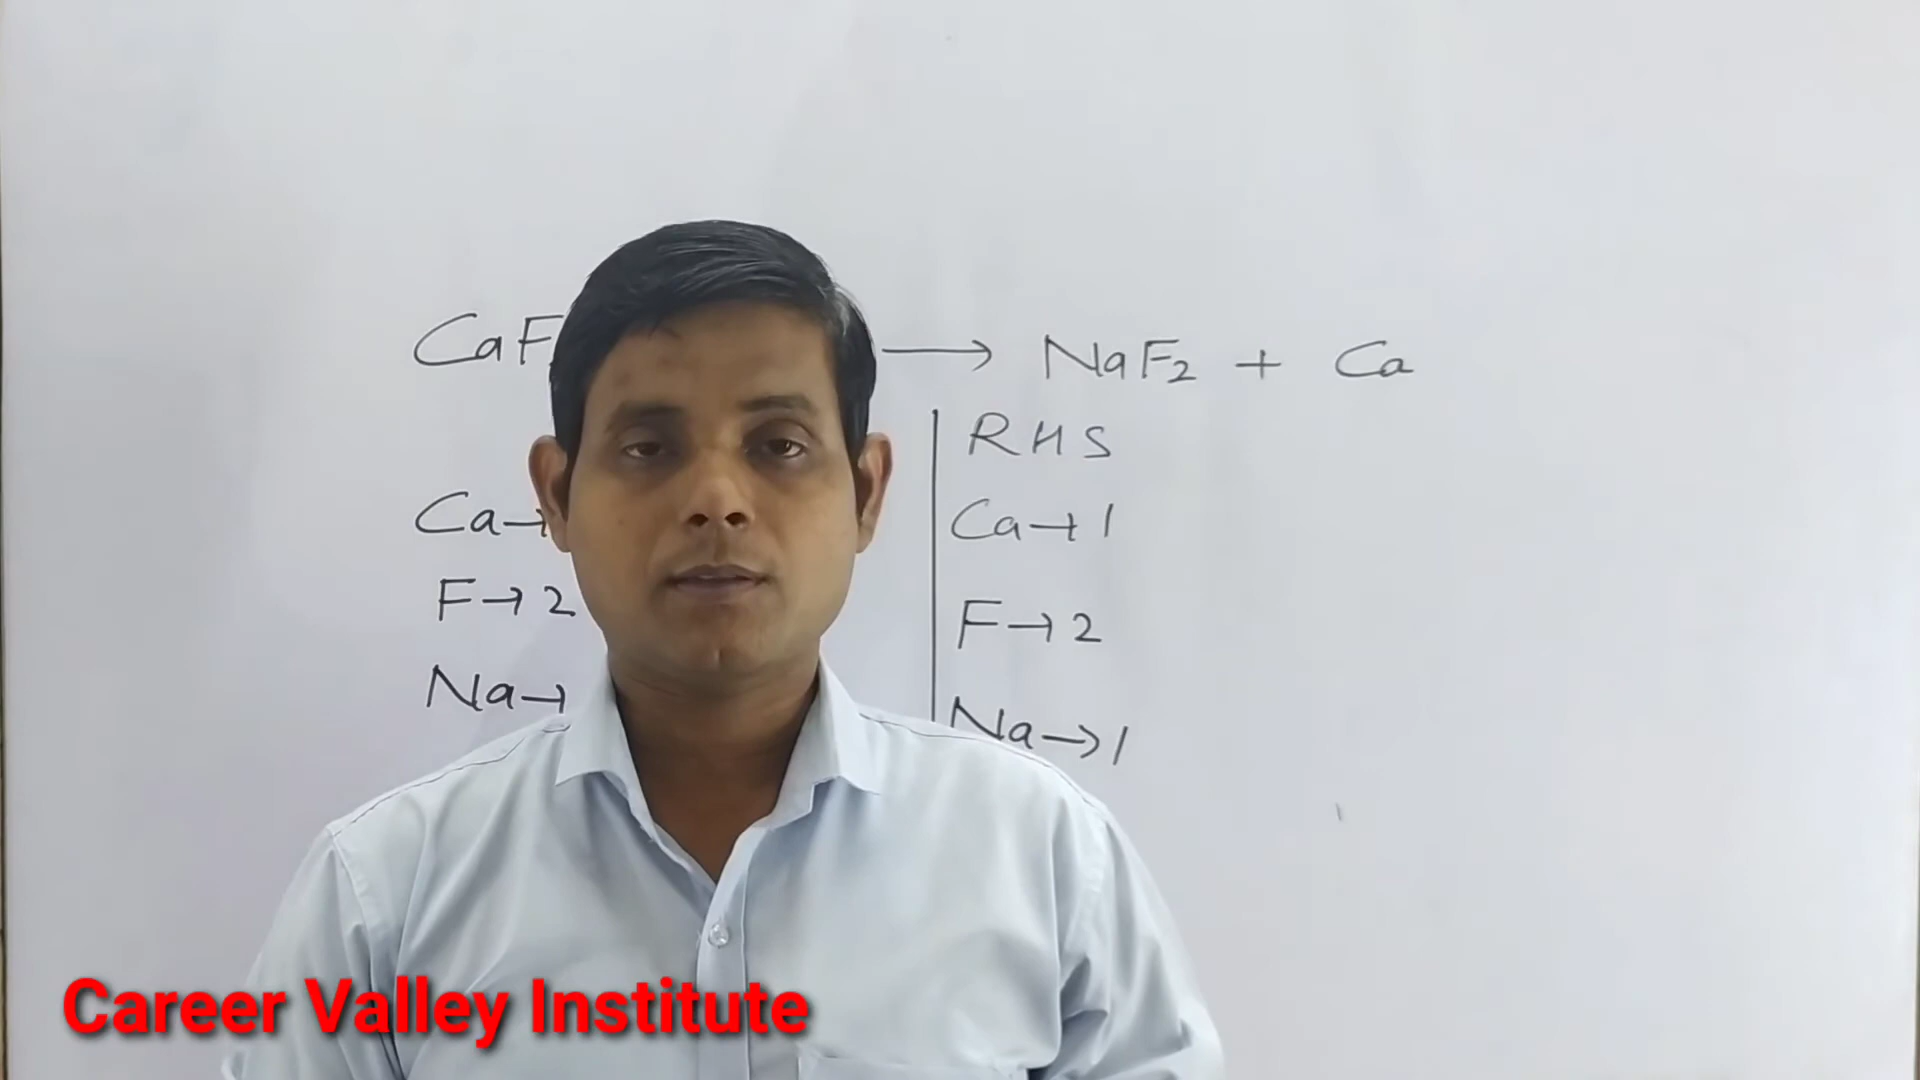 CaF → NaF₂ + Ca
RHS
Ca→ Ca→1
F→2 F→2
Na→ Na→1
Career Valley Institute